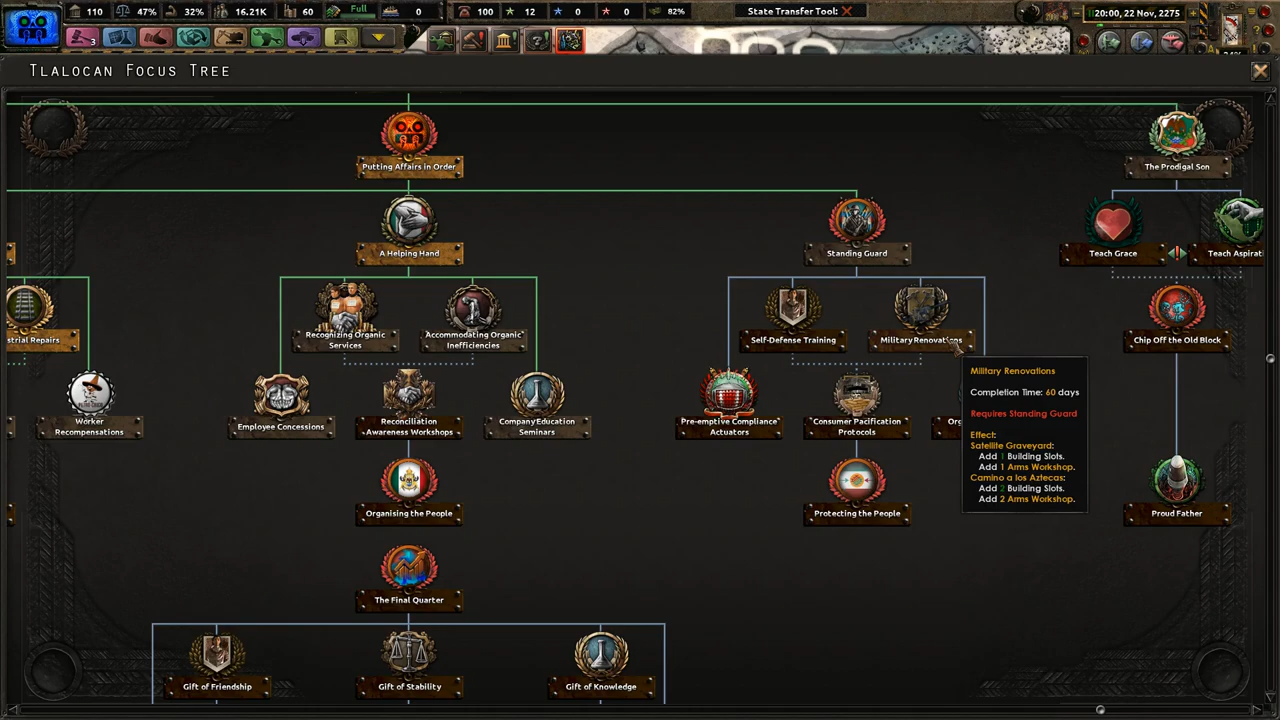 110 47% 32% 16.21K 60 Full 0 100 12 0 0 82% State Transfer Tool: 20:00, 22 Nov, 2275
3
TLALOCAN FOCUS TREE
Putting Affairs in Order
The Prodigal Son
A Helping Hand
Standing Guard
Teach Grace
Teach Aspirat
strial Repairs
Recognizing Organic
Services
Accommodating Organic
Inefficiencies
Self-Defense Training
Military Renovations
Chip Off the Old Block
Worker
Recompensations
Employee Concessions
Reconciliation
Awareness Workshops
Company Education
Seminars
Pre-emptive Compliance
Actuators
Consumer Pacification
Protocols
Org
Military Renovations
Completion Time: 60 days
Requires Standing Guard
Effect:
Satellite Graveyard:
Add 1 Building Slots.
Add 1 Arms Workshop.
Camino a los Aztecas:
Add 2 Building Slots.
Add 2 Arms Workshop.
Organising the People
Protecting the People
Proud Father
The Final Quarter
Gift of Friendship
Gift of Stability
Gift of Knowledge